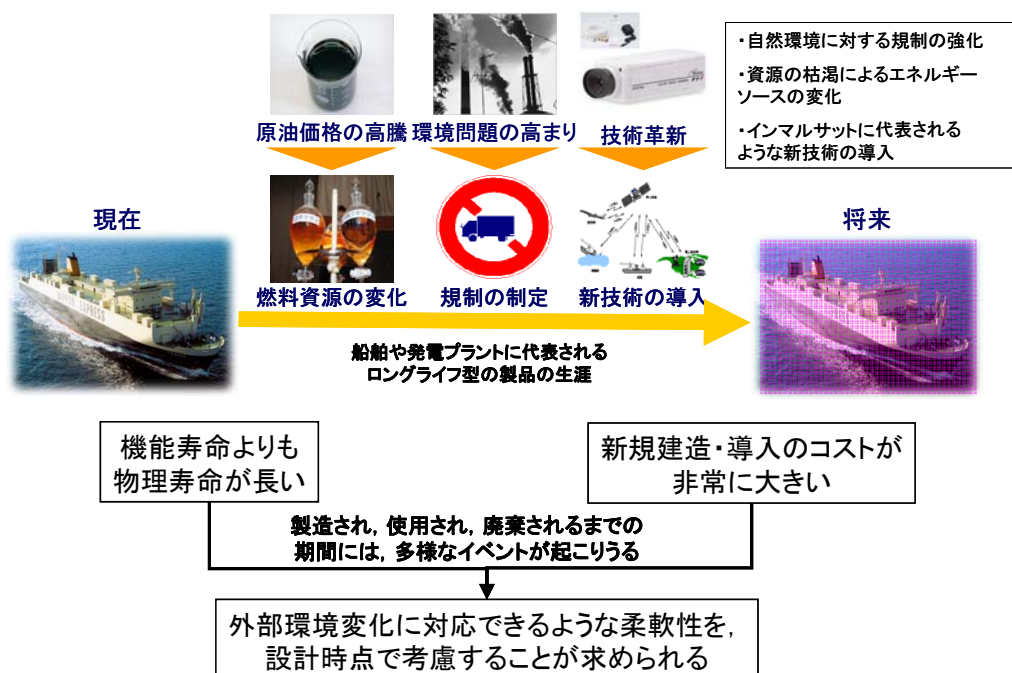 ・自然環境に対する規制の強化
・資源の枯渇によるエネルギー
ソースの変化
・インマルサットに代表される
ような新技術の導入
原油価格の高騰
環境問題の高まり
技術革新
現在
将来
燃料資源の変化
規制の制定
新技術の導入
船舶や発電プラントに代表される
ロングライフ型の製品の生涯
機能寿命よりも
物理寿命が長い
新規建造・導入のコストが
非常に大きい
製造され，使用され，廃棄されるまでの
期間には，多様なイベントが起こりうる
外部環境変化に対応できるような柔軟性を，
設計時点で考慮することが求められる